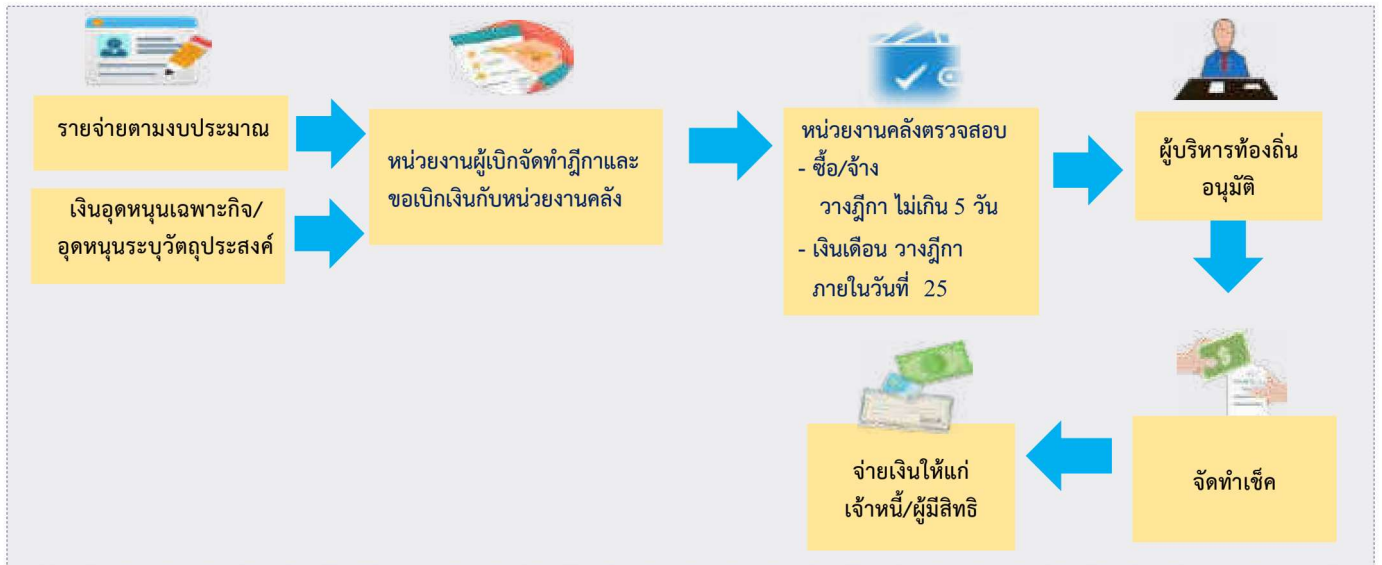 รายจ่ายตามงบประมาณ
เงินอุดหนุนเฉพาะกิจ/
อุดหนุนระบุวัตถุประสงค์
หน่วยงานผู้เบิกจัดทำฎีกาและ
ขอเบิกเงินกับหน่วยงานคลัง
หน่วยงานคลังตรวจสอบ
- ซื้อ/จ้าง
วางฎีกา ไม่เกิน 5 วัน
- เงินเดือน วางฎีกา
ภายในวันที่ 25
ผู้บริหารท้องถิ่น
อนุมัติ
จัดทำเช็ค
จ่ายเงินให้แก่
เจ้าหนี้/ผู้มีสิทธิ